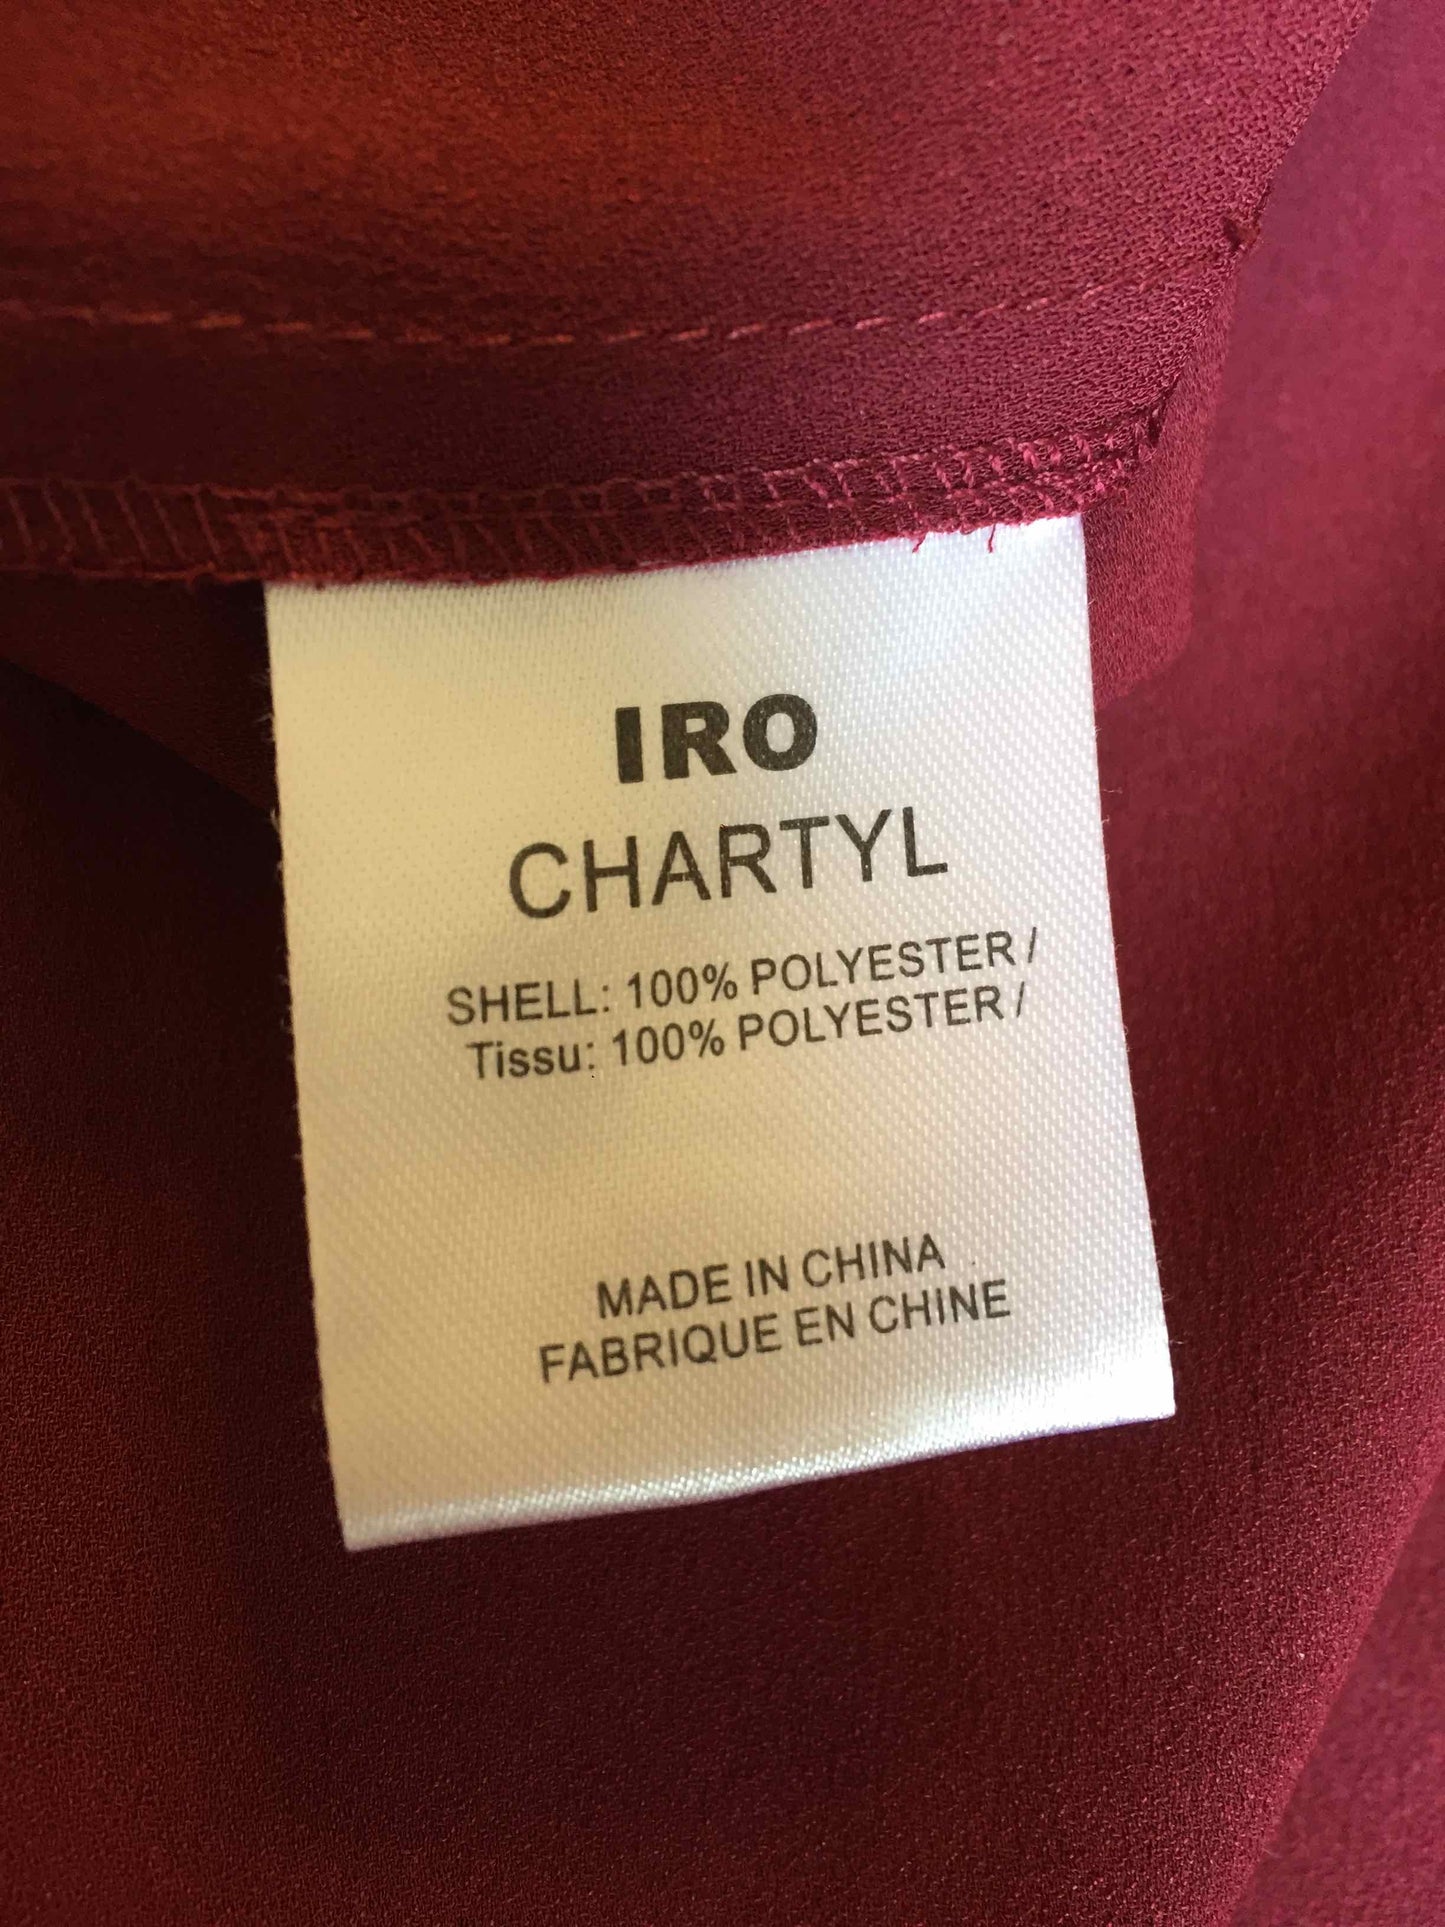 IRO
CHARTYL
SHELL: 100% POLYESTER /
Tissu: 100% POLYESTER /
MADE IN CHINA
FABRIQUE EN CHINE